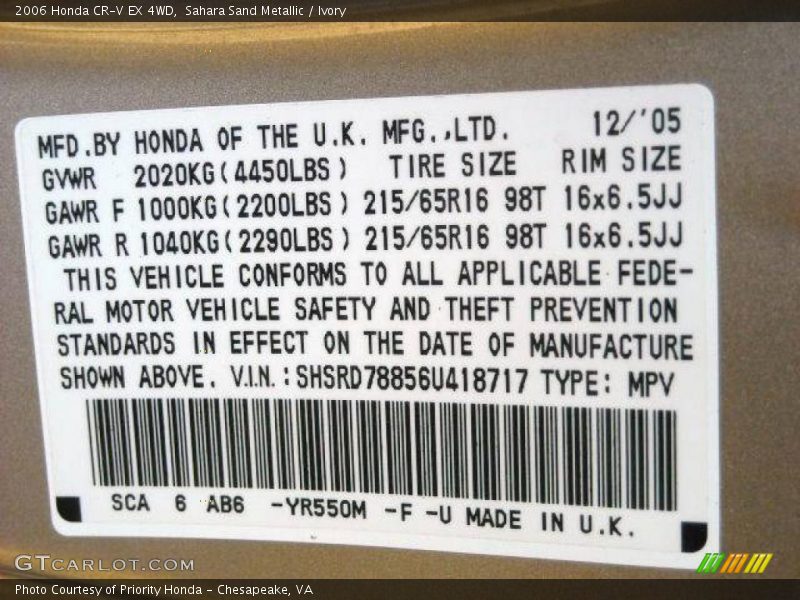 2006 Honda CR-V EX 4WD, Sahara Sand Metallic / Ivory
MFD.BY HONDA OF THE U.K. MFG.,LTD. 12/'05
GVWR 2020KG(4450LBS) TIRE SIZE RIM SIZE
GAWR F 1000KG(2200LBS) 215/65R16 98T 16x6.5JJ
GAWR R 1040KG(2290LBS) 215/65R16 98T 16x6.5JJ
THIS VEHICLE CONFORMS TO ALL APPLICABLE FEDE-
RAL MOTOR VEHICLE SAFETY AND THEFT PREVENTION
STANDARDS IN EFFECT ON THE DATE OF MANUFACTURE
SHOWN ABOVE. V.I.N.:SHSRD78856U418717 TYPE: MPV
SCA 6 AB6 -YR550M -F -U MADE IN U.K.
GTCARLOT.COM
Photo Courtesy of Priority Honda - Chesapeake, VA